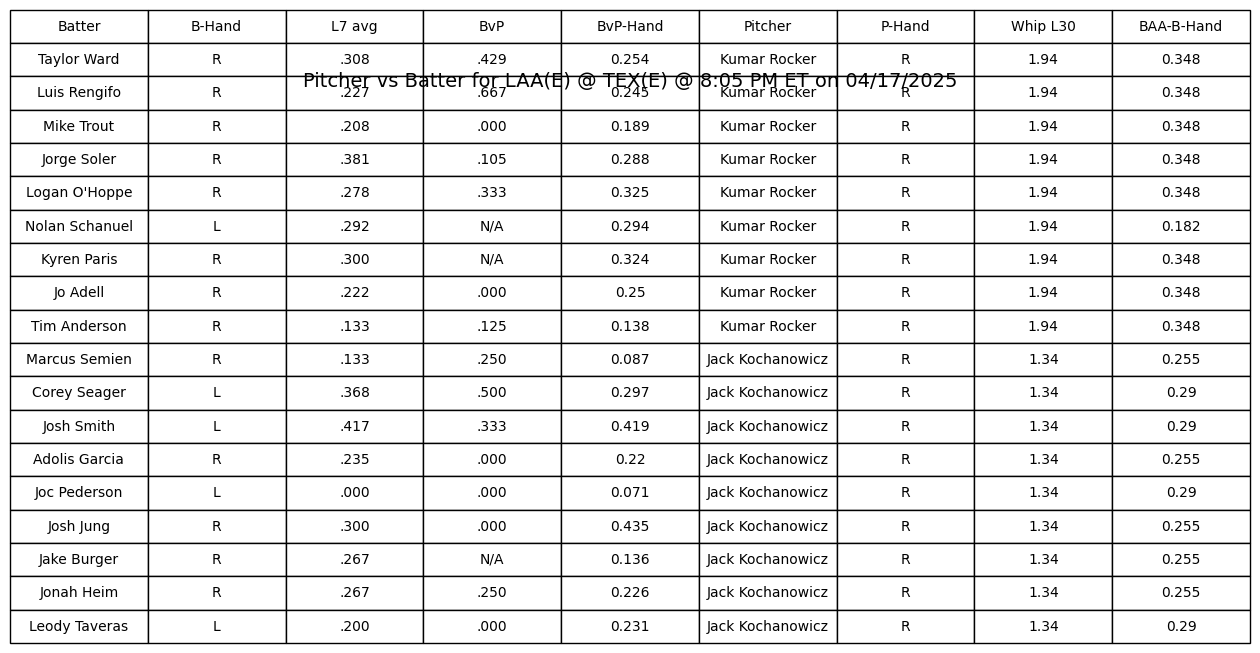 Batter B-Hand L7 avg BvP BvP-Hand Pitcher P-Hand Whip L30 BAA-B-Hand
Taylor Ward R .308 .429 0.254 Kumar Rocker R 1.94 0.348
Pitcher vs Batter for LAA(E) @ TEX(E) @ 8:05 PM ET on 04/17/2025
Luis Rengifo R .227 .667 0.245 Kumar Rocker R 1.94 0.348
Mike Trout R .208 .000 0.189 Kumar Rocker R 1.94 0.348
Jorge Soler R .381 .105 0.288 Kumar Rocker R 1.94 0.348
Logan O'Hoppe R .278 .333 0.325 Kumar Rocker R 1.94 0.348
Nolan Schanuel L .292 N/A 0.294 Kumar Rocker R 1.94 0.182
Kyren Paris R .300 N/A 0.324 Kumar Rocker R 1.94 0.348
Jo Adell R .222 .000 0.25 Kumar Rocker R 1.94 0.348
Tim Anderson R .133 .125 0.138 Kumar Rocker R 1.94 0.348
Marcus Semien R .133 .250 0.087 Jack Kochanowicz R 1.34 0.255
Corey Seager L .368 .500 0.297 Jack Kochanowicz R 1.34 0.29
Josh Smith L .417 .333 0.419 Jack Kochanowicz R 1.34 0.29
Adolis Garcia R .235 .000 0.22 Jack Kochanowicz R 1.34 0.255
Joc Pederson L .000 .000 0.071 Jack Kochanowicz R 1.34 0.29
Josh Jung R .300 .000 0.435 Jack Kochanowicz R 1.34 0.255
Jake Burger R .267 N/A 0.136 Jack Kochanowicz R 1.34 0.255
Jonah Heim R .267 .250 0.226 Jack Kochanowicz R 1.34 0.255
Leody Taveras L .200 .000 0.231 Jack Kochanowicz R 1.34 0.29